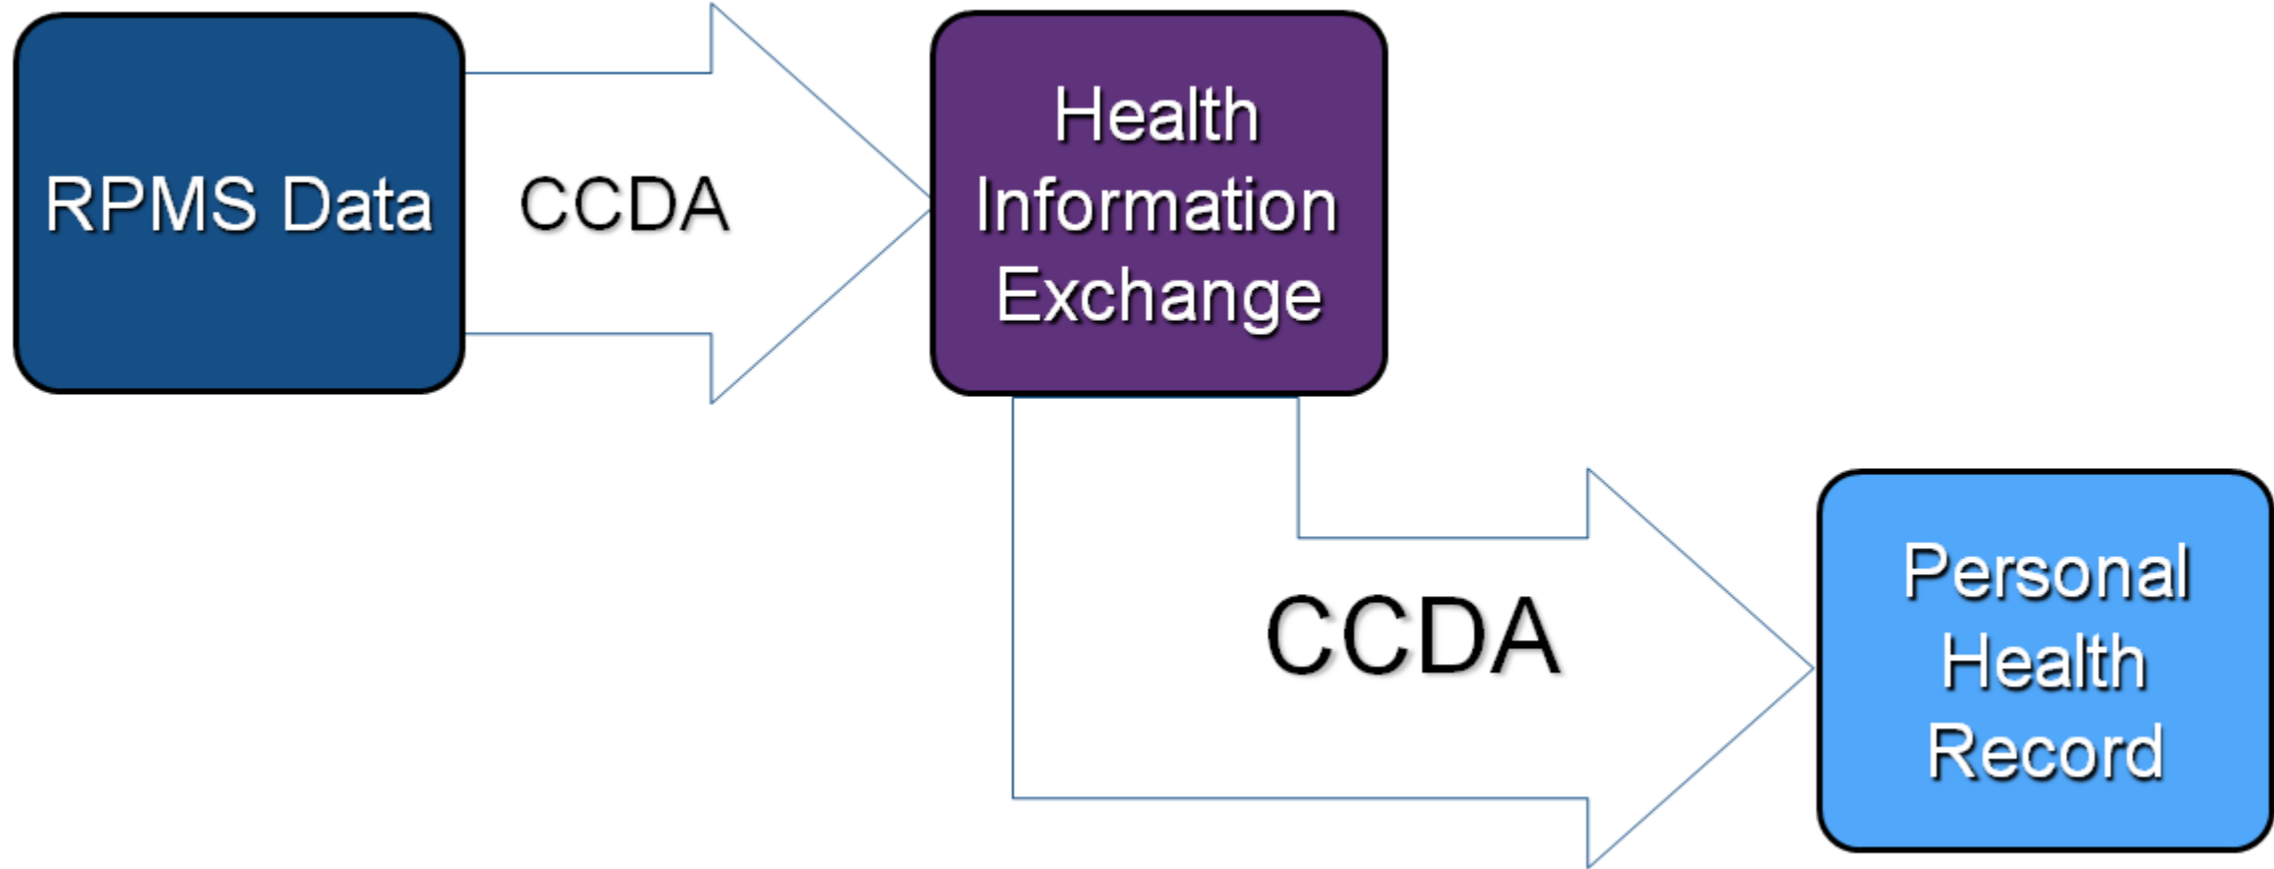 RPMS Data
CCDA
Health
Information
Exchange
CCDA
Personal
Health
Record